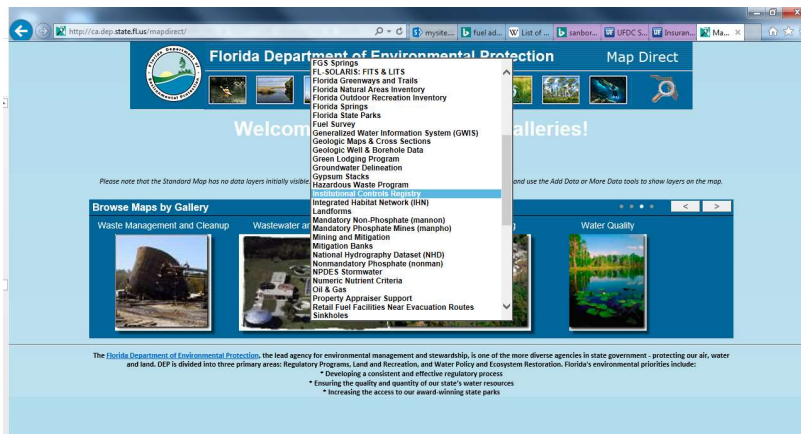 http://ca.dep.state.fl.us/mapdirect/
mysite...
fuel ad...
List of ...
sanbor...
UFDC S...
Insuran...
Ma...
Florida Department of Environmental Protection
Map Direct
FGS Springs
FL-SOLARIS: FITS & LITS
Florida Greenways and Trails
Florida Natural Areas Inventory
Florida Outdoor Recreation Inventory
Florida Springs
Florida State Parks
Fuel Survey
Generalized Water Information System (GWIS)
Geologic Maps & Cross Sections
Geologic Well & Borehole Data
Green Lodging Program
Groundwater Delineation
Gypsum Stacks
Hazardous Waste Program
Institutional Controls Registry
Integrated Habitat Network (IHN)
Landforms
Mandatory Non-Phosphate (mannon)
Mandatory Phosphate Mines (manpho)
Mining and Mitigation
Mitigation Banks
National Hydrography Dataset (NHD)
Nonmandatory Phosphate (nonman)
NPDES Stormwater
Numeric Nutrient Criteria
Oil & Gas
Property Appraiser Support
Retail Fuel Facilities Near Evacuation Routes
Sinkholes
Welcom alleries!
Please note that the Standard Map has no data layers initially visible and use the Add Data or More Data tools to show layers on the map.
Browse Maps by Gallery < >
Waste Management and Cleanup
Wastewater a
g
Water Quality
The Florida Department of Environmental Protection, the lead agency for environmental management and stewardship, is one of the more diverse agencies in state government - protecting our air, water
and land. DEP is divided into three primary areas: Regulatory Programs, Land and Recreation, and Water Policy and Ecosystem Restoration. Florida's environmental priorities include:
* Developing a consistent and effective regulatory process
* Ensuring the quality and quantity of our state's water resources
* Increasing the access to our award-winning state parks